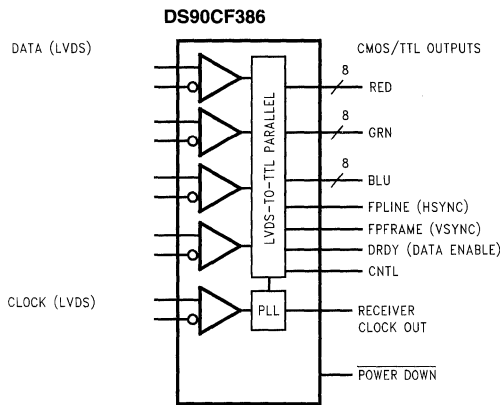 DS90CF386
DATA (LVDS)
CMOS/TTL OUTPUTS
8
RED
8
GRN
8
BLU
LVDS-TO-TTL PARALLEL
FPLINE (HSYNC)
FPFRAME (VSYNC)
DRDY (DATA ENABLE)
CNTL
CLOCK (LVDS)
PLL
RECEIVER
CLOCK OUT
POWER DOWN